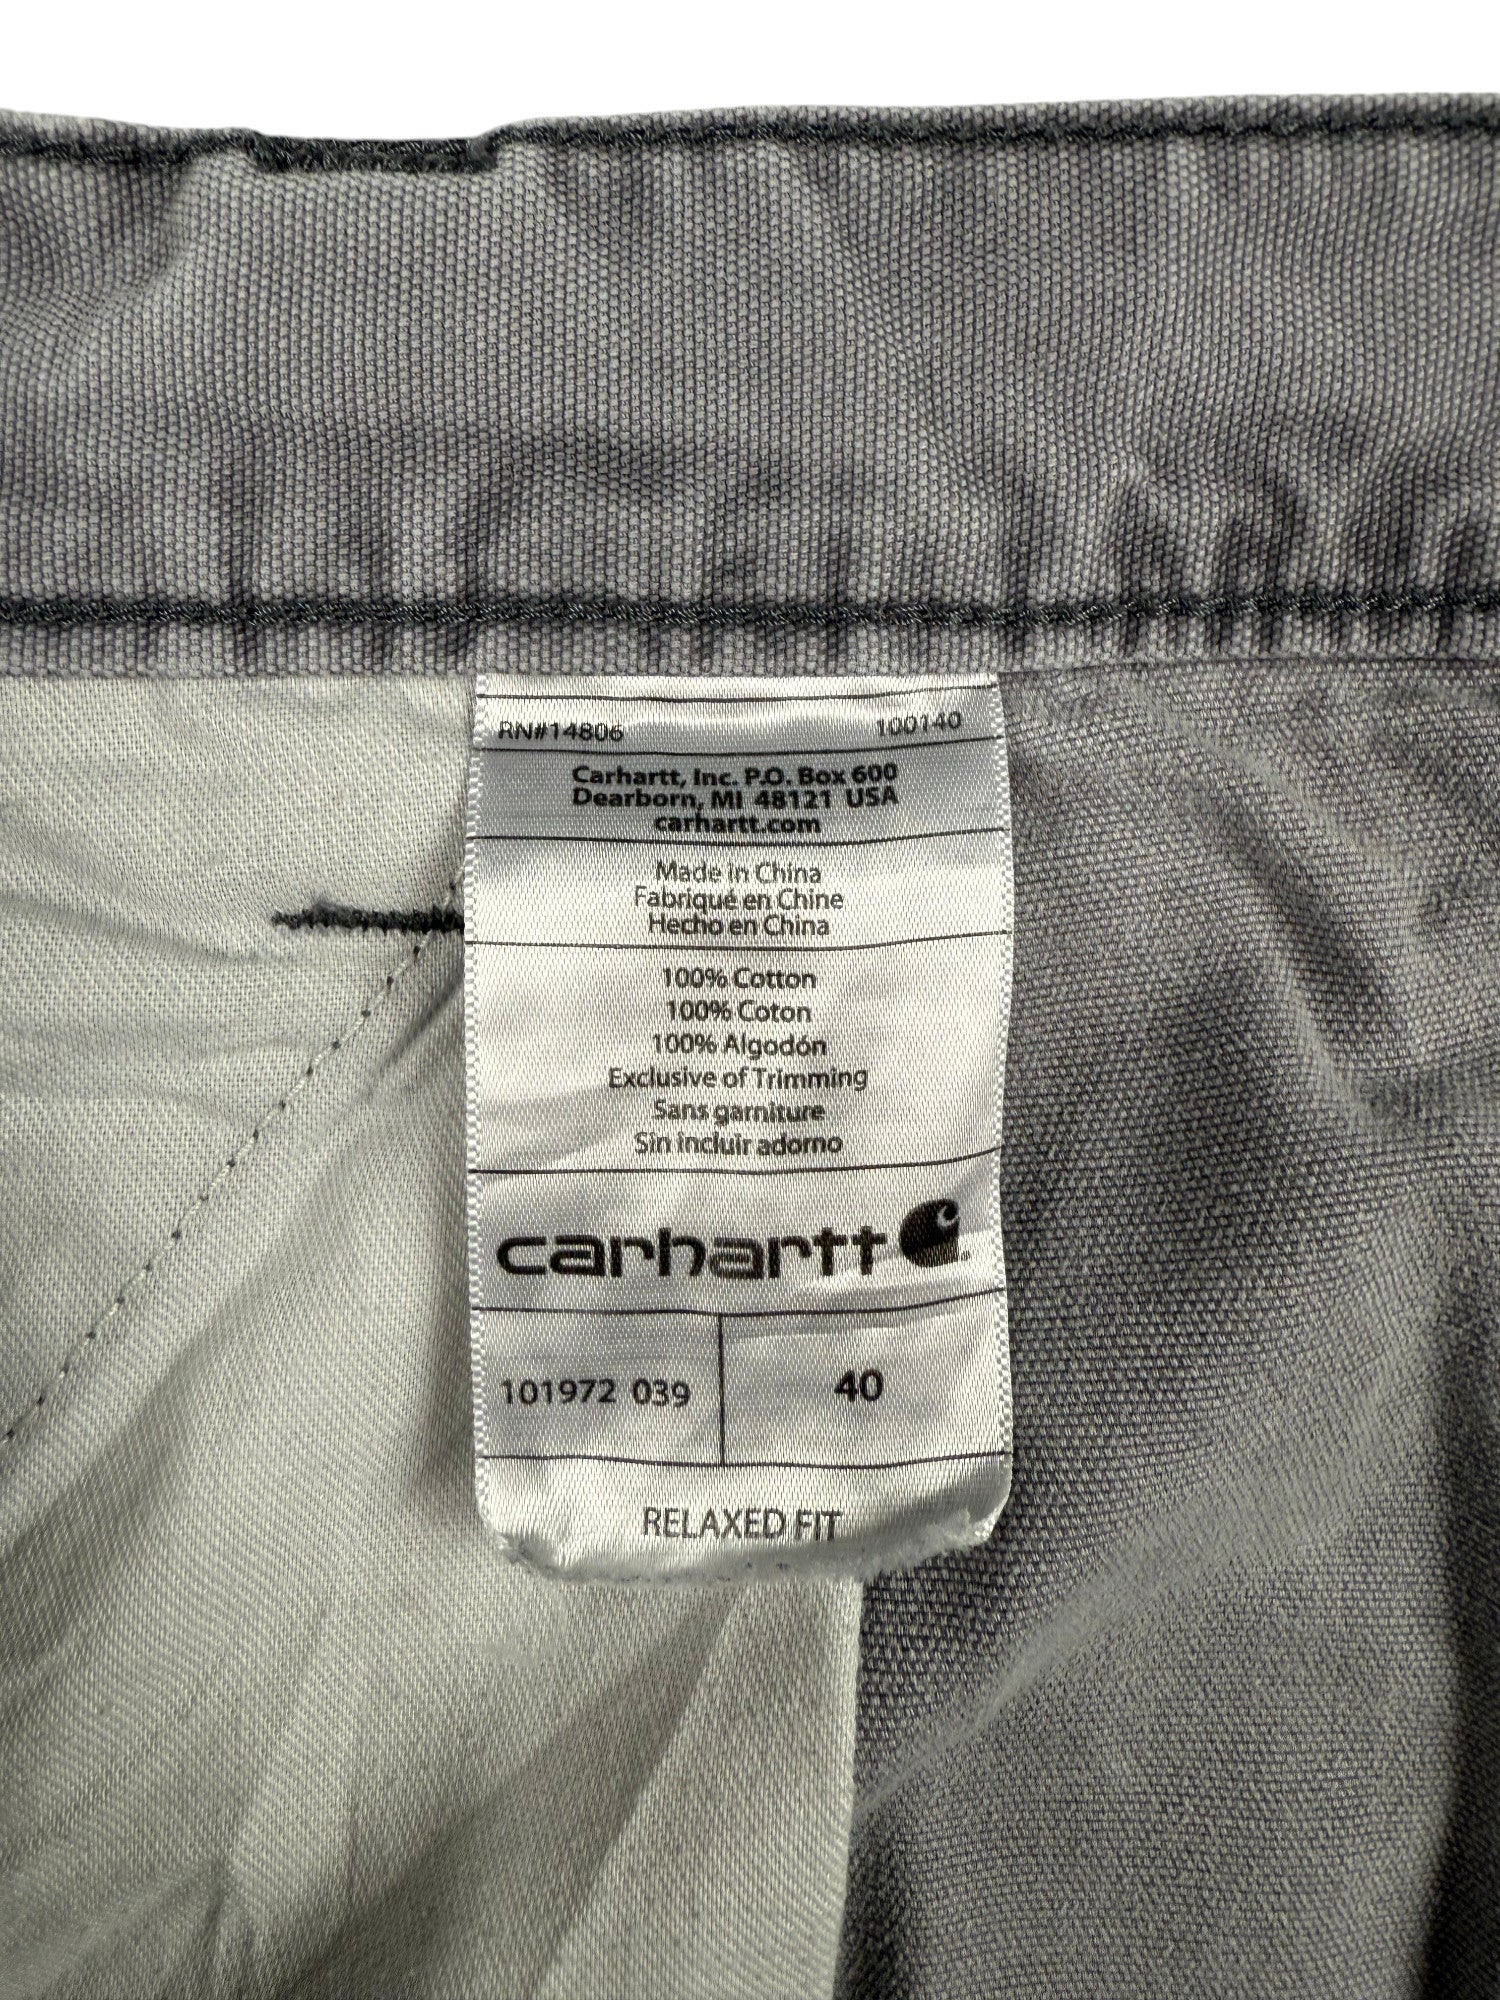 RN#14806 100140
Carhartt, Inc. P.O. Box 600
Dearborn, MI 48121 USA
carhartt.com
Made in China
Fabriqué en Chine
Hecho en China
100% Cotton
100% Coton
100% Algodón
Exclusive of Trimming
Sans garniture
Sin incluir adorno
carhartt
101972 039 40
RELAXED FIT